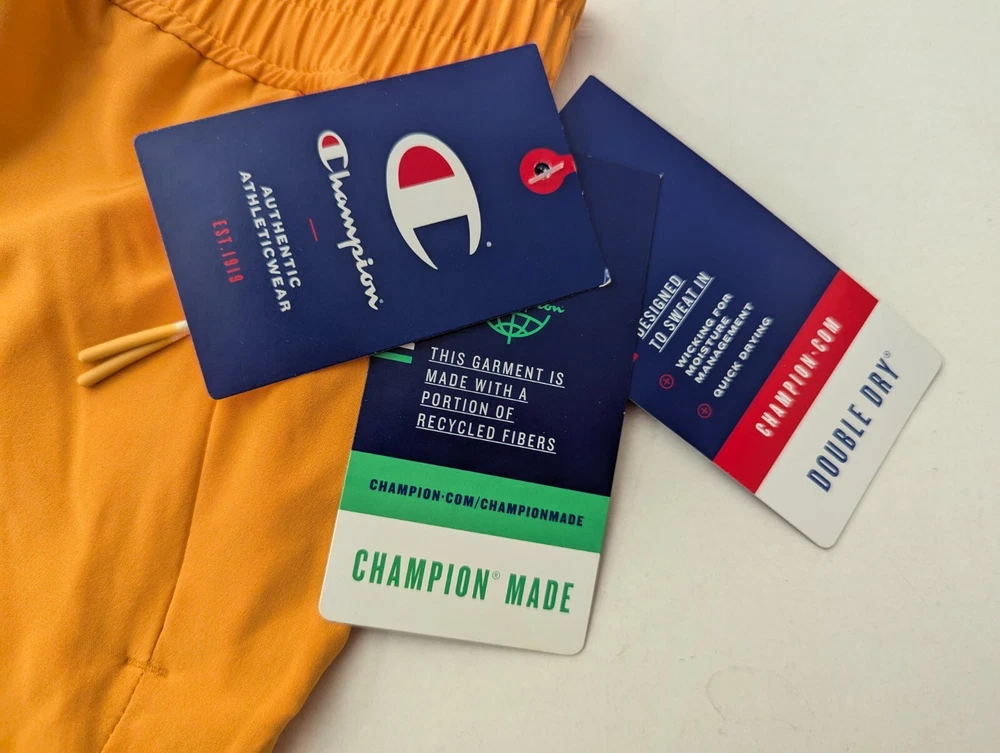 Champion®
AUTHENTIC
ATHLETICWEAR
EST. 1919
THIS GARMENT IS
MADE WITH A
PORTION OF
RECYCLED FIBERS
CHAMPION·COM/CHAMPIONMADE
CHAMPION® MADE
DESIGNED
TO SWEAT IN
WICKING FOR
MOISTURE
MANAGEMENT
QUICK DRYING
CHAMPION·COM
DOUBLE DRY®